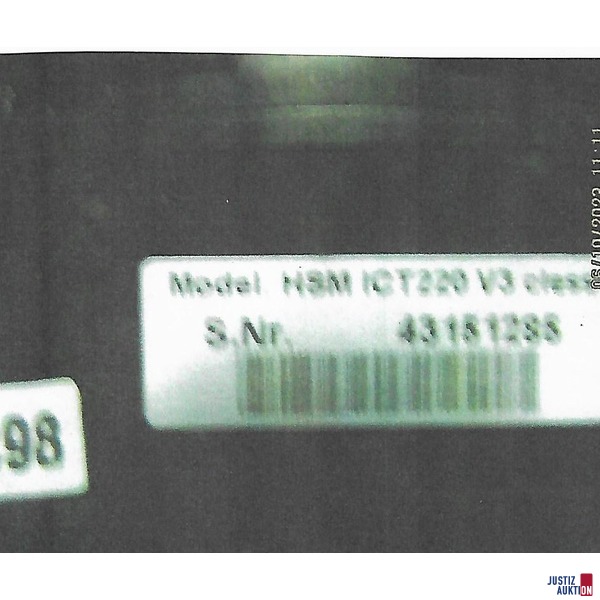 06/10/2023 11:11
Model HSM ICT220 V3 class
S.Nr. 43151288
98
JUSTIZ
AUKTION